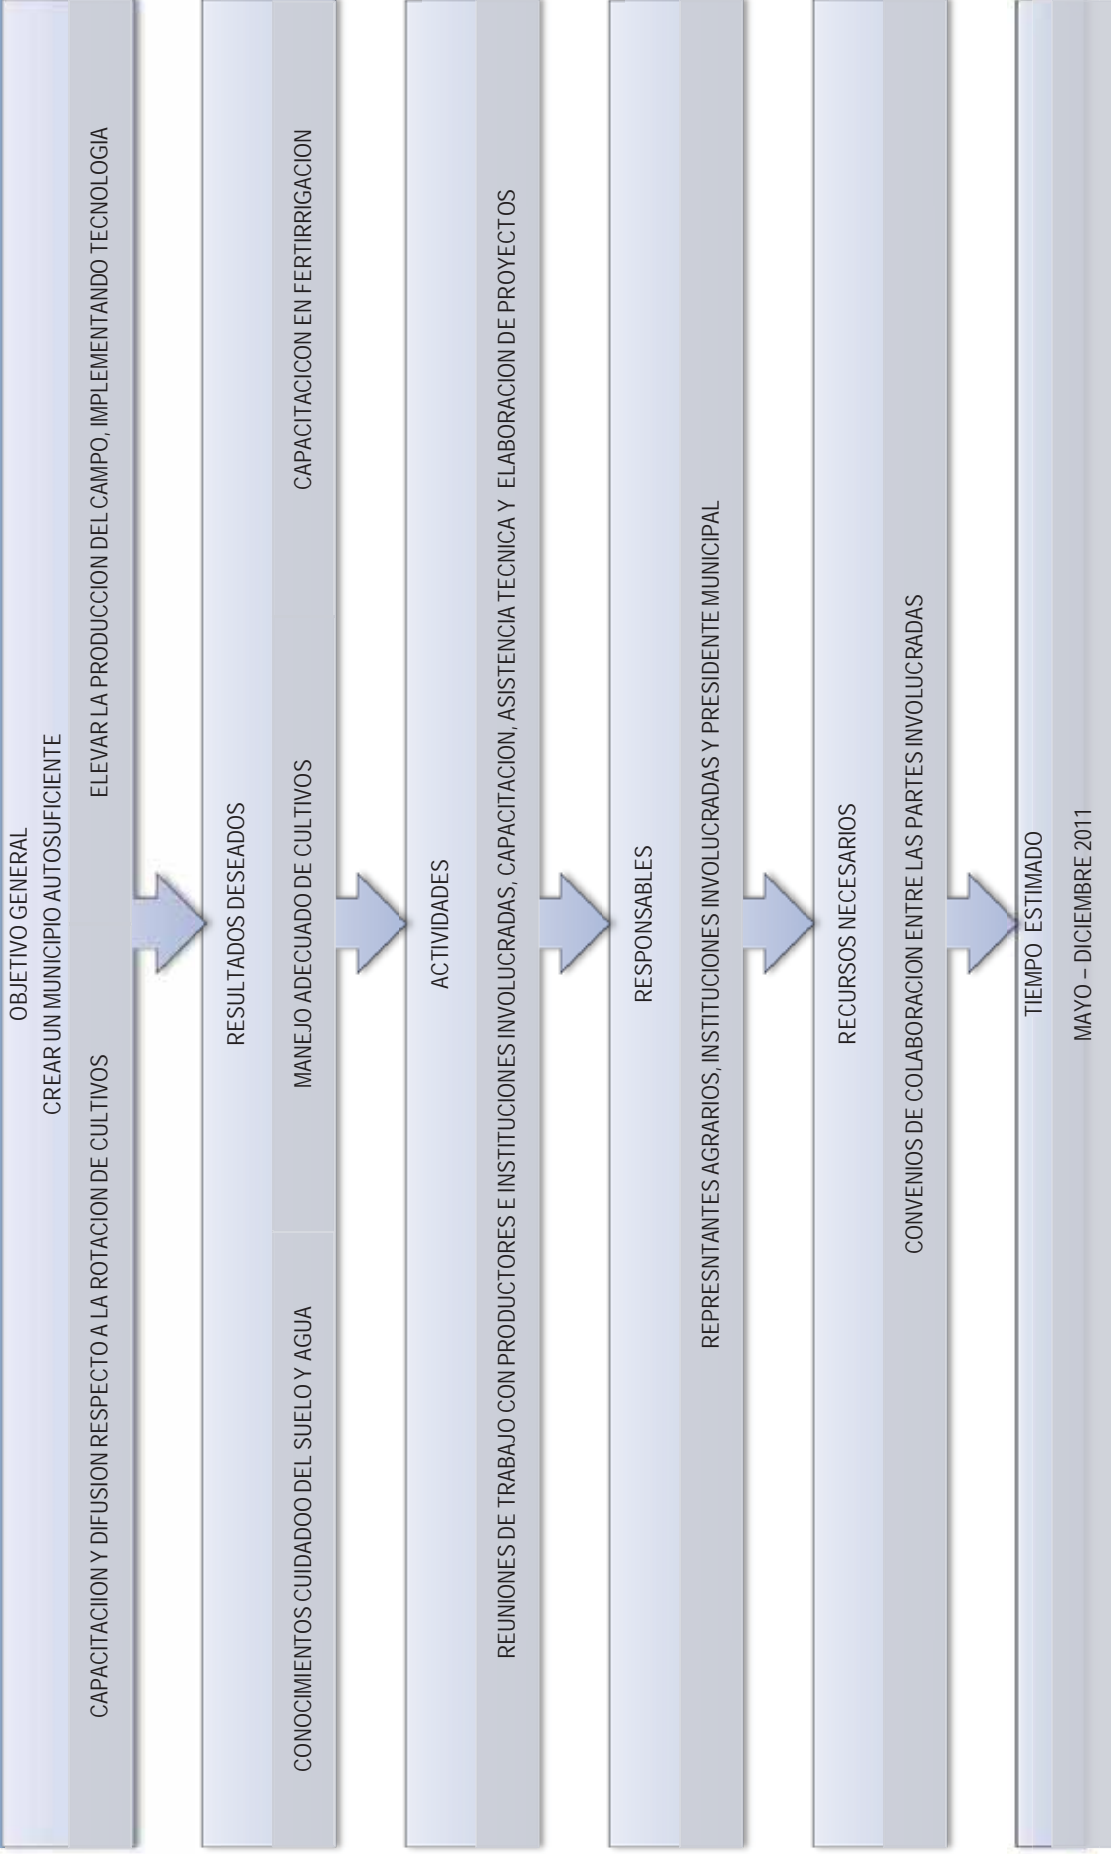 OBJETIVO GENERAL
CREAR UN MUNICIPIO AUTOSUFICIENTE
CAPACITACIION Y DIFUSION RESPECTO A LA ROTACION DE CULTIVOS
ELEVAR LA PRODUCCION DEL CAMPO, IMPLEMENTANDO TECNOLOGIA
RESULTADOS DESEADOS
CONOCIMIENTOS CUIDADOO DEL SUELO Y AGUA
MANEJO ADECUADO DE CULTIVOS
CAPACITACICON EN FERTIRRIGACION
ACTIVIDADES
REUNIONES DE TRABAJO CON PRODUCTORES E INSTITUCIONES INVOLUCRADAS, CAPACITACION, ASISTENCIA TECNICA Y ELABORACION DE PROYECTOS
RESPONSABLES
REPRESNTANTES AGRARIOS, INSTITUCIONES INVOLUCRADAS Y PRESIDENTE MUNICIPAL
RECURSOS NECESARIOS
CONVENIOS DE COLABORACION ENTRE LAS PARTES INVOLUCRADAS
TIEMPO ESTIMADO
MAYO – DICIEMBRE 2011